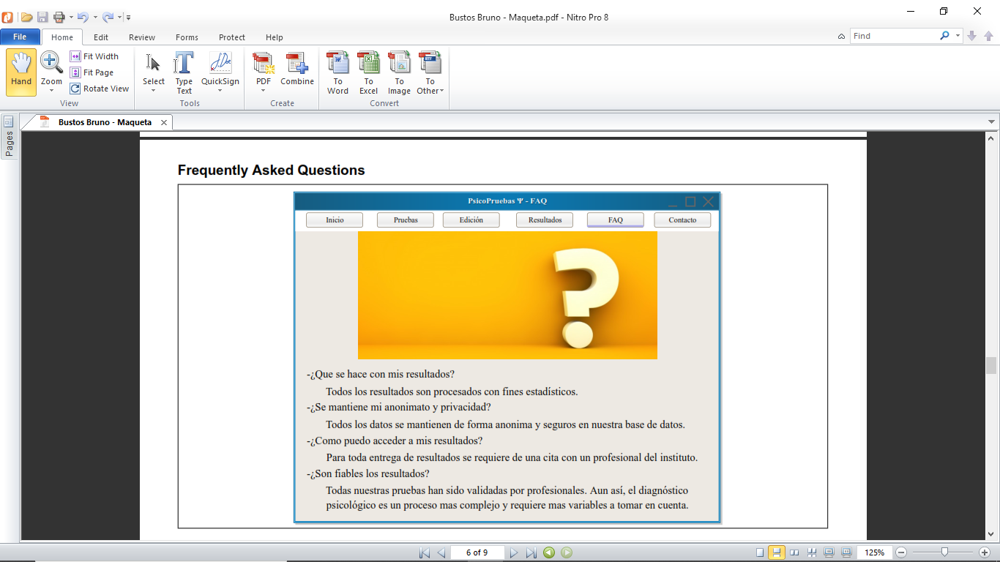 Bustos Bruno - Maqueta.pdf - Nitro Pro 8
File Home Edit Review Forms Protect Help Find
Hand
Zoom
Fit Width
Fit Page
Rotate View
View
Select
Type Text
QuickSign
Tools
PDF
Combine
Create
To Word
To Excel
To Image
To Other
Convert
Bustos Bruno - Maqueta
Pages
Frequently Asked Questions
PsicoPruebas Ψ - FAQ
Inicio Pruebas Edición Resultados FAQ Contacto
-¿Que se hace con mis resultados?
Todos los resultados son procesados con fines estadísticos.
-¿Se mantiene mi anonimato y privacidad?
Todos los datos se mantienen de forma anonima y seguros en nuestra base de datos.
-¿Como puedo acceder a mis resultados?
Para toda entrega de resultados se requiere de una cita con un profesional del instituto.
-¿Son fiables los resultados?
Todas nuestras pruebas han sido validadas por profesionales. Aun así, el diagnóstico
psicológico es un proceso mas complejo y requiere mas variables a tomar en cuenta.
6 of 9
125%